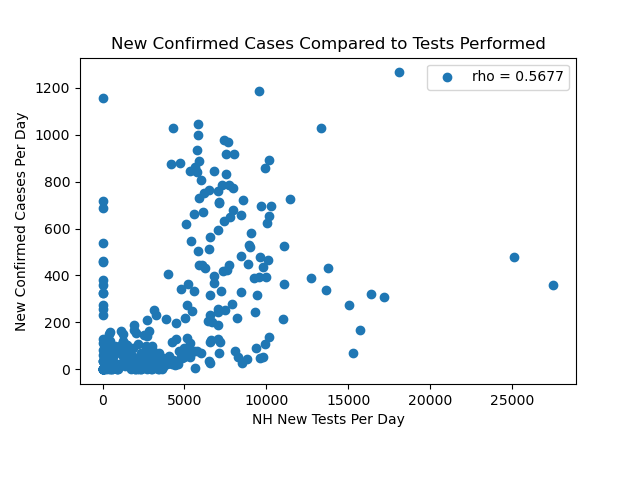 New Confirmed Cases Compared to Tests Performed
rho = 0.5677
New Confirmed Caeses Per Day
1200
1000
800
600
400
200
0
0 5000 10000 15000 20000 25000
NH New Tests Per Day